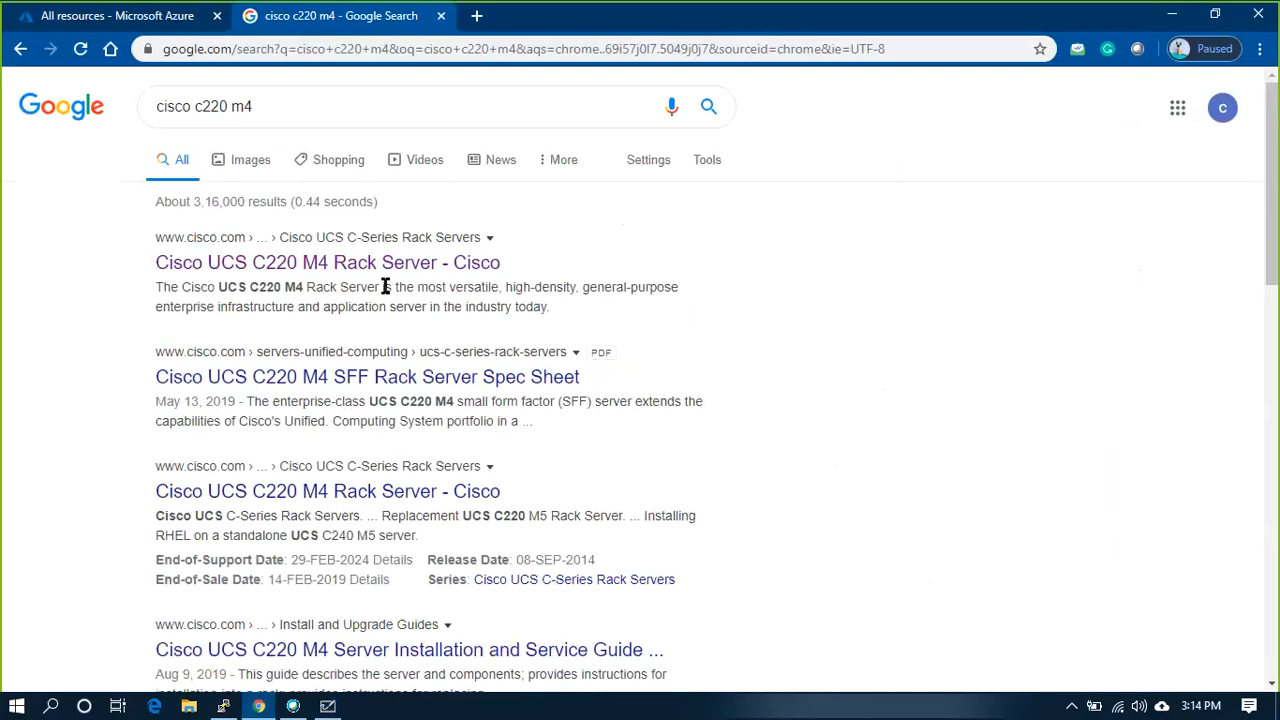 All resources - Microsoft Azure
cisco c220 m4 - Google Search
google.com/search?q=cisco+c220+m4&oq=cisco+c220+m4&aqs=chrome..69i57j0l7.5049j0j7&sourceid=chrome&ie=UTF-8
Paused
Google
cisco c220 m4
C
All
Images
Shopping
Videos
News
More
Settings
Tools
About 3,16,000 results (0.44 seconds)
www.cisco.com › ... › Cisco UCS C-Series Rack Servers
Cisco UCS C220 M4 Rack Server - Cisco
The Cisco UCS C220 M4 Rack Server is the most versatile, high-density, general-purpose
enterprise infrastructure and application server in the industry today.
www.cisco.com › servers-unified-computing › ucs-c-series-rack-servers PDF
Cisco UCS C220 M4 SFF Rack Server Spec Sheet
May 13, 2019 - The enterprise-class UCS C220 M4 small form factor (SFF) server extends the
capabilities of Cisco's Unified. Computing System portfolio in a ...
www.cisco.com › ... › Cisco UCS C-Series Rack Servers
Cisco UCS C220 M4 Rack Server - Cisco
Cisco UCS C-Series Rack Servers. ... Replacement UCS C220 M5 Rack Server. ... Installing
RHEL on a standalone UCS C240 M5 server.
End-of-Support Date: 29-FEB-2024 Details Release Date: 08-SEP-2014
End-of-Sale Date: 14-FEB-2019 Details Series: Cisco UCS C-Series Rack Servers
www.cisco.com › ... › Install and Upgrade Guides
Cisco UCS C220 M4 Server Installation and Service Guide ...
Aug 9, 2019 - This guide describes the server and components; provides instructions for
3:14 PM